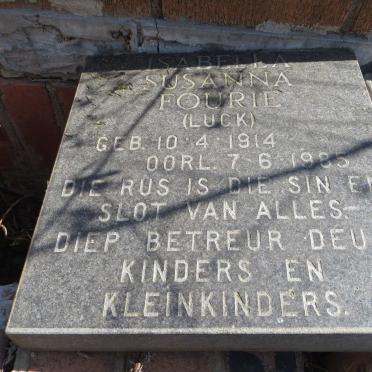 ISABELLA
SUSANNA
FOURIE
(LUCK)
GEB. 10·4·1914
OORL. 7·6·1985
DIE RUS IS DIE SIN EN
SLOT VAN ALLES.-
DIEP BETREUR DEU
KINDERS EN
KLEINKINDERS.